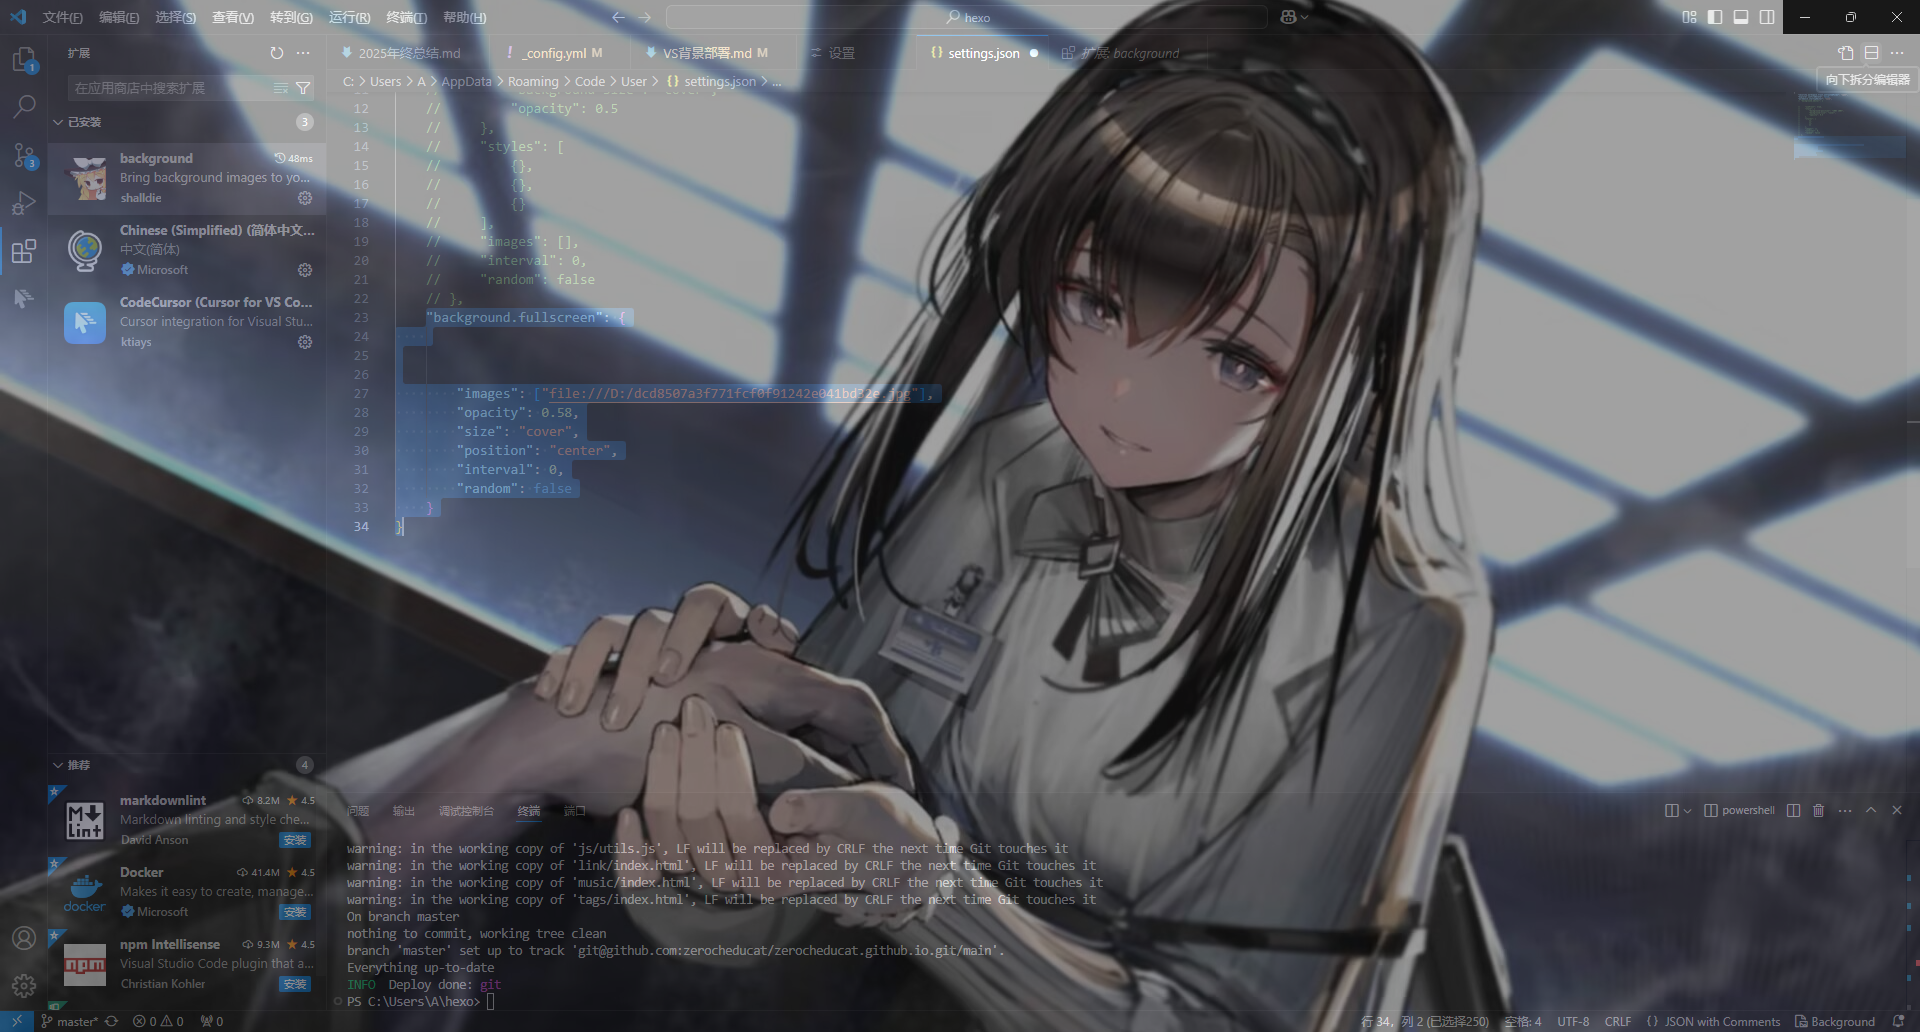 文件(F) 编辑(E) 选择(S) 查看(V) 转到(G) 运行(R) 终端(T) 帮助(H)
hexo
扩展
2025年终总结.md
_config.yml M
VS背景部署.md M
设置
settings.json
扩展: background
向下拆分编辑器
C: > Users > A > AppData > Roaming > Code > User > {} settings.json > ...
在应用商店中搜索扩展
已安装
3
background
48ms
Bring background images to yo...
shalldie
Chinese (Simplified) (简体中文...
中文(简体)
Microsoft
CodeCursor (Cursor for VS Co...
Cursor integration for Visual Stu...
ktiays
12 // "opacity": 0.5
13 // },
14 // "styles": [
15 // {},
16 // {},
17 // {}
18 // ],
19 // "images": [],
20 // "interval": 0,
21 // "random": false
22 // },
23 "background.fullscreen": {
24
25
26
27 "images": ["file:///D:/dcd8507a3f771fcf0f91242e041bd32e.jpg"],
28 "opacity": 0.58,
29 "size": "cover",
30 "position": "center",
31 "interval": 0,
32 "random": false
33 }
34 }
推荐
4
markdownlint
8.2M 4.5
Markdown linting and style che...
David Anson
安装
Docker
41.4M 4.5
Makes it easy to create, manage...
Microsoft
安装
npm Intellisense
9.3M 4.5
Visual Studio Code plugin that a...
Christian Kohler
安装
问题 输出 调试控制台 终端 端口
powershell
warning: in the working copy of 'js/utils.js', LF will be replaced by CRLF the next time Git touches it
warning: in the working copy of 'link/index.html', LF will be replaced by CRLF the next time Git touches it
warning: in the working copy of 'music/index.html', LF will be replaced by CRLF the next time Git touches it
warning: in the working copy of 'tags/index.html', LF will be replaced by CRLF the next time Git touches it
On branch master
nothing to commit, working tree clean
branch 'master' set up to track 'git@github.com:zerocheducat/zerocheducat.github.io.git/main'.
Everything up-to-date
INFO Deploy done: git
PS C:\Users\A\hexo>
master* 0 0 0
行 34，列 2 (已选择250) 空格: 4 UTF-8 CRLF {} JSON with Comments Background